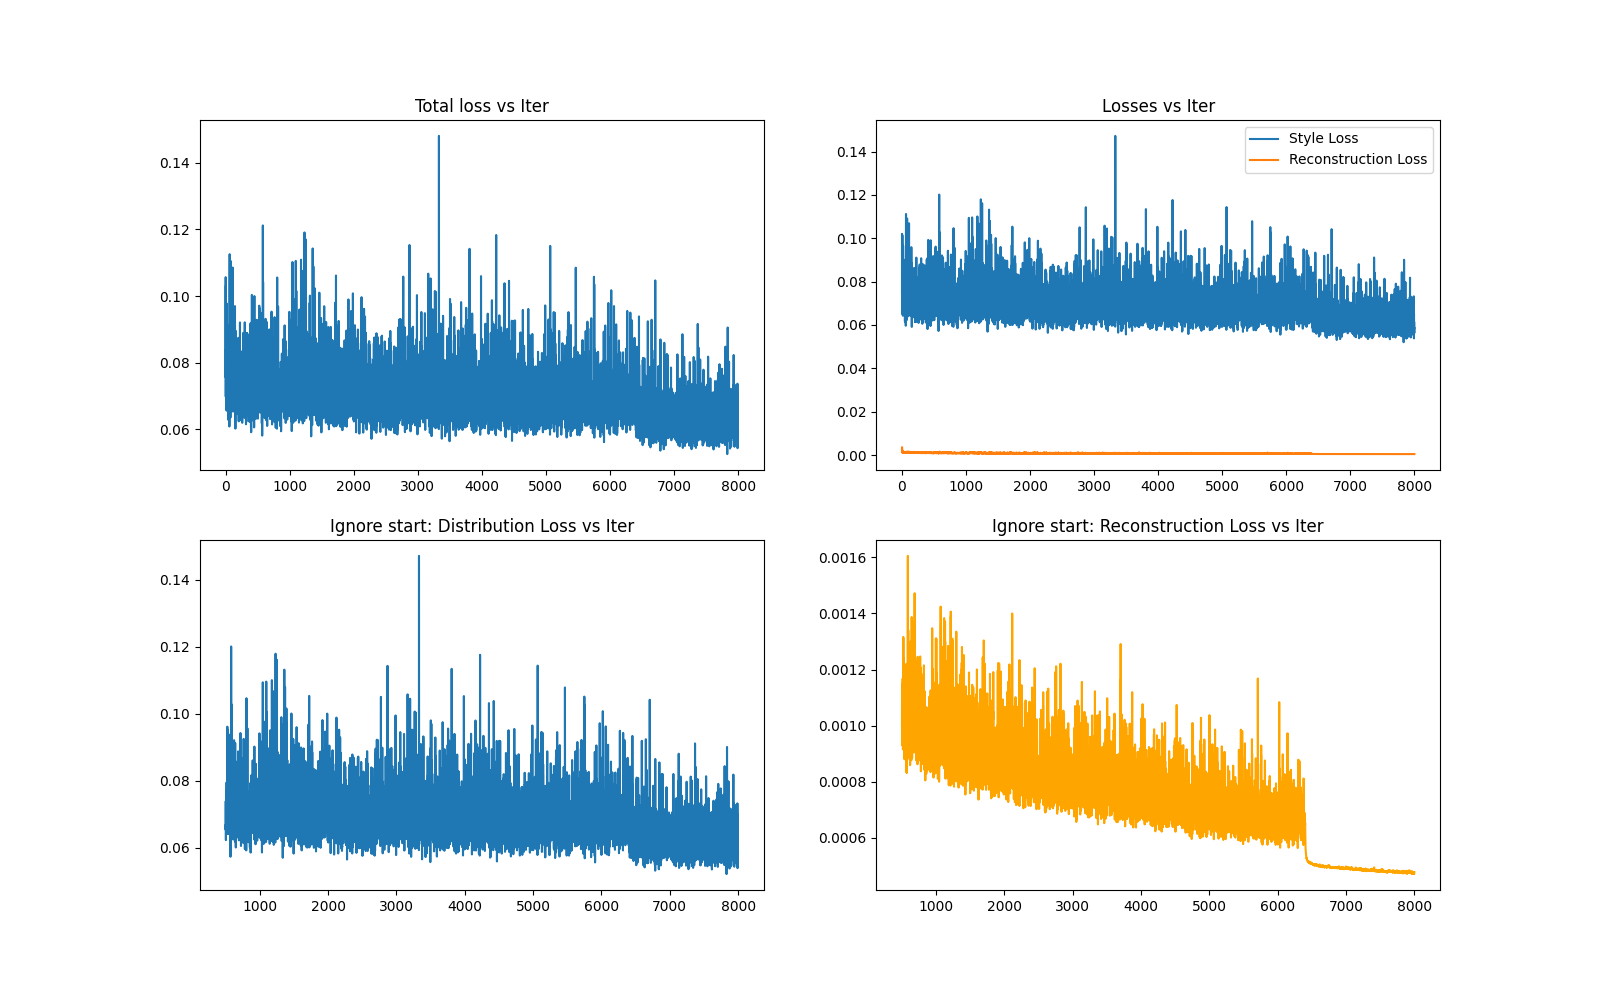 Total loss vs Iter
0.14
0.12
0.10
0.08
0.06
0 1000 2000 3000 4000 5000 6000 7000 8000
Losses vs Iter
Style Loss
Reconstruction Loss
0.14
0.12
0.10
0.08
0.06
0.04
0.02
0.00
0 1000 2000 3000 4000 5000 6000 7000 8000
Ignore start: Distribution Loss vs Iter
0.14
0.12
0.10
0.08
0.06
1000 2000 3000 4000 5000 6000 7000 8000
Ignore start: Reconstruction Loss vs Iter
0.0016
0.0014
0.0012
0.0010
0.0008
0.0006
1000 2000 3000 4000 5000 6000 7000 8000